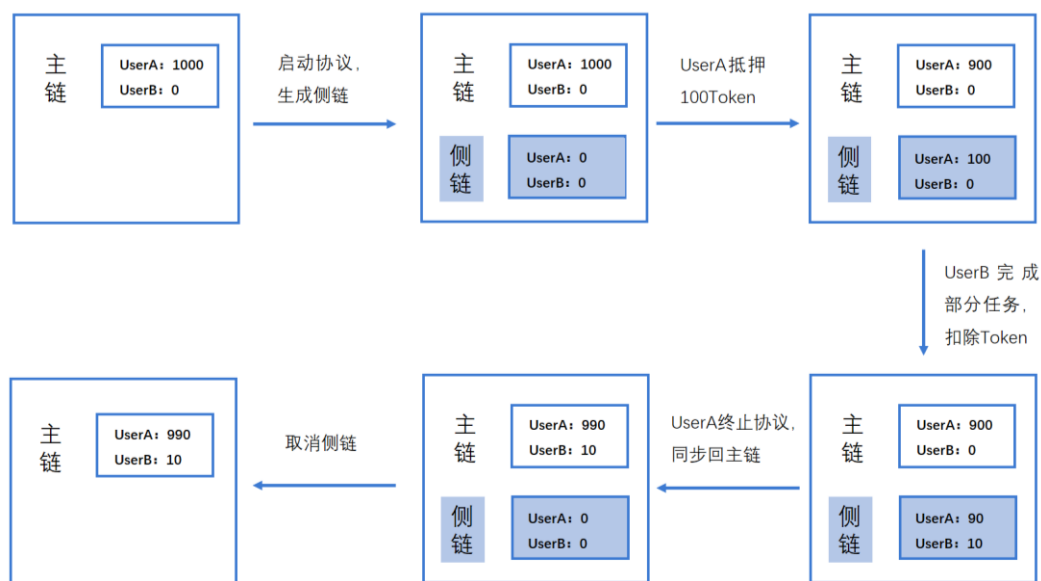 主
链
UserA：1000
UserB：0
启动协议，
生成侧链
主
链
UserA：1000
UserB：0
侧
链
UserA：0
UserB：0
UserA抵押
100Token
主
链
UserA：900
UserB：0
侧
链
UserA：100
UserB：0
UserB 完 成
部分任务，
扣除Token
主
链
UserA：900
UserB：0
侧
链
UserA：90
UserB：10
UserA终止协议，
同步回主链
主
链
UserA：990
UserB：10
侧
链
UserA：0
UserB：0
取消侧链
主
链
UserA：990
UserB：10